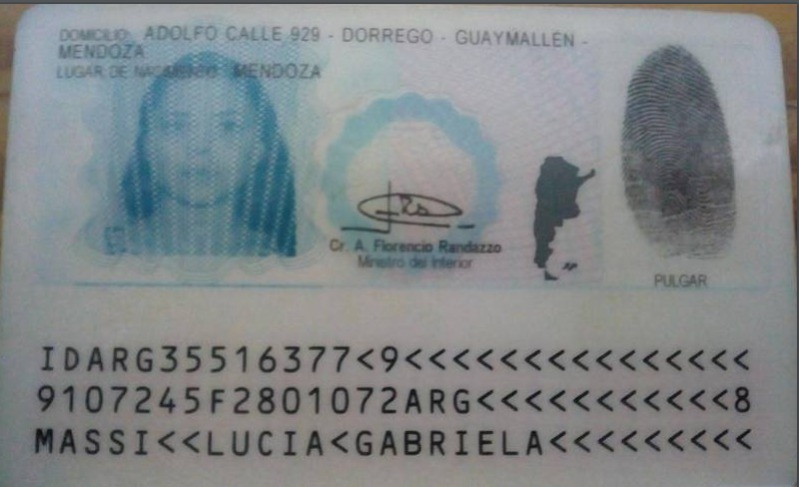 DOMICILIO: ADOLFO CALLE 929 - DORREGO - GUAYMALLÉN -
MENDOZA
LUGAR DE NACIMIENTO: MENDOZA
Cr. A. Florencio Randazzo
Ministro del Interior
PULGAR
IDARG35516377<9<<<<<<<<<<<<<<<
9107245F2801072ARG<<<<<<<<<<<8
MASSI<<LUCIA<GABRIELA<<<<<<<<<